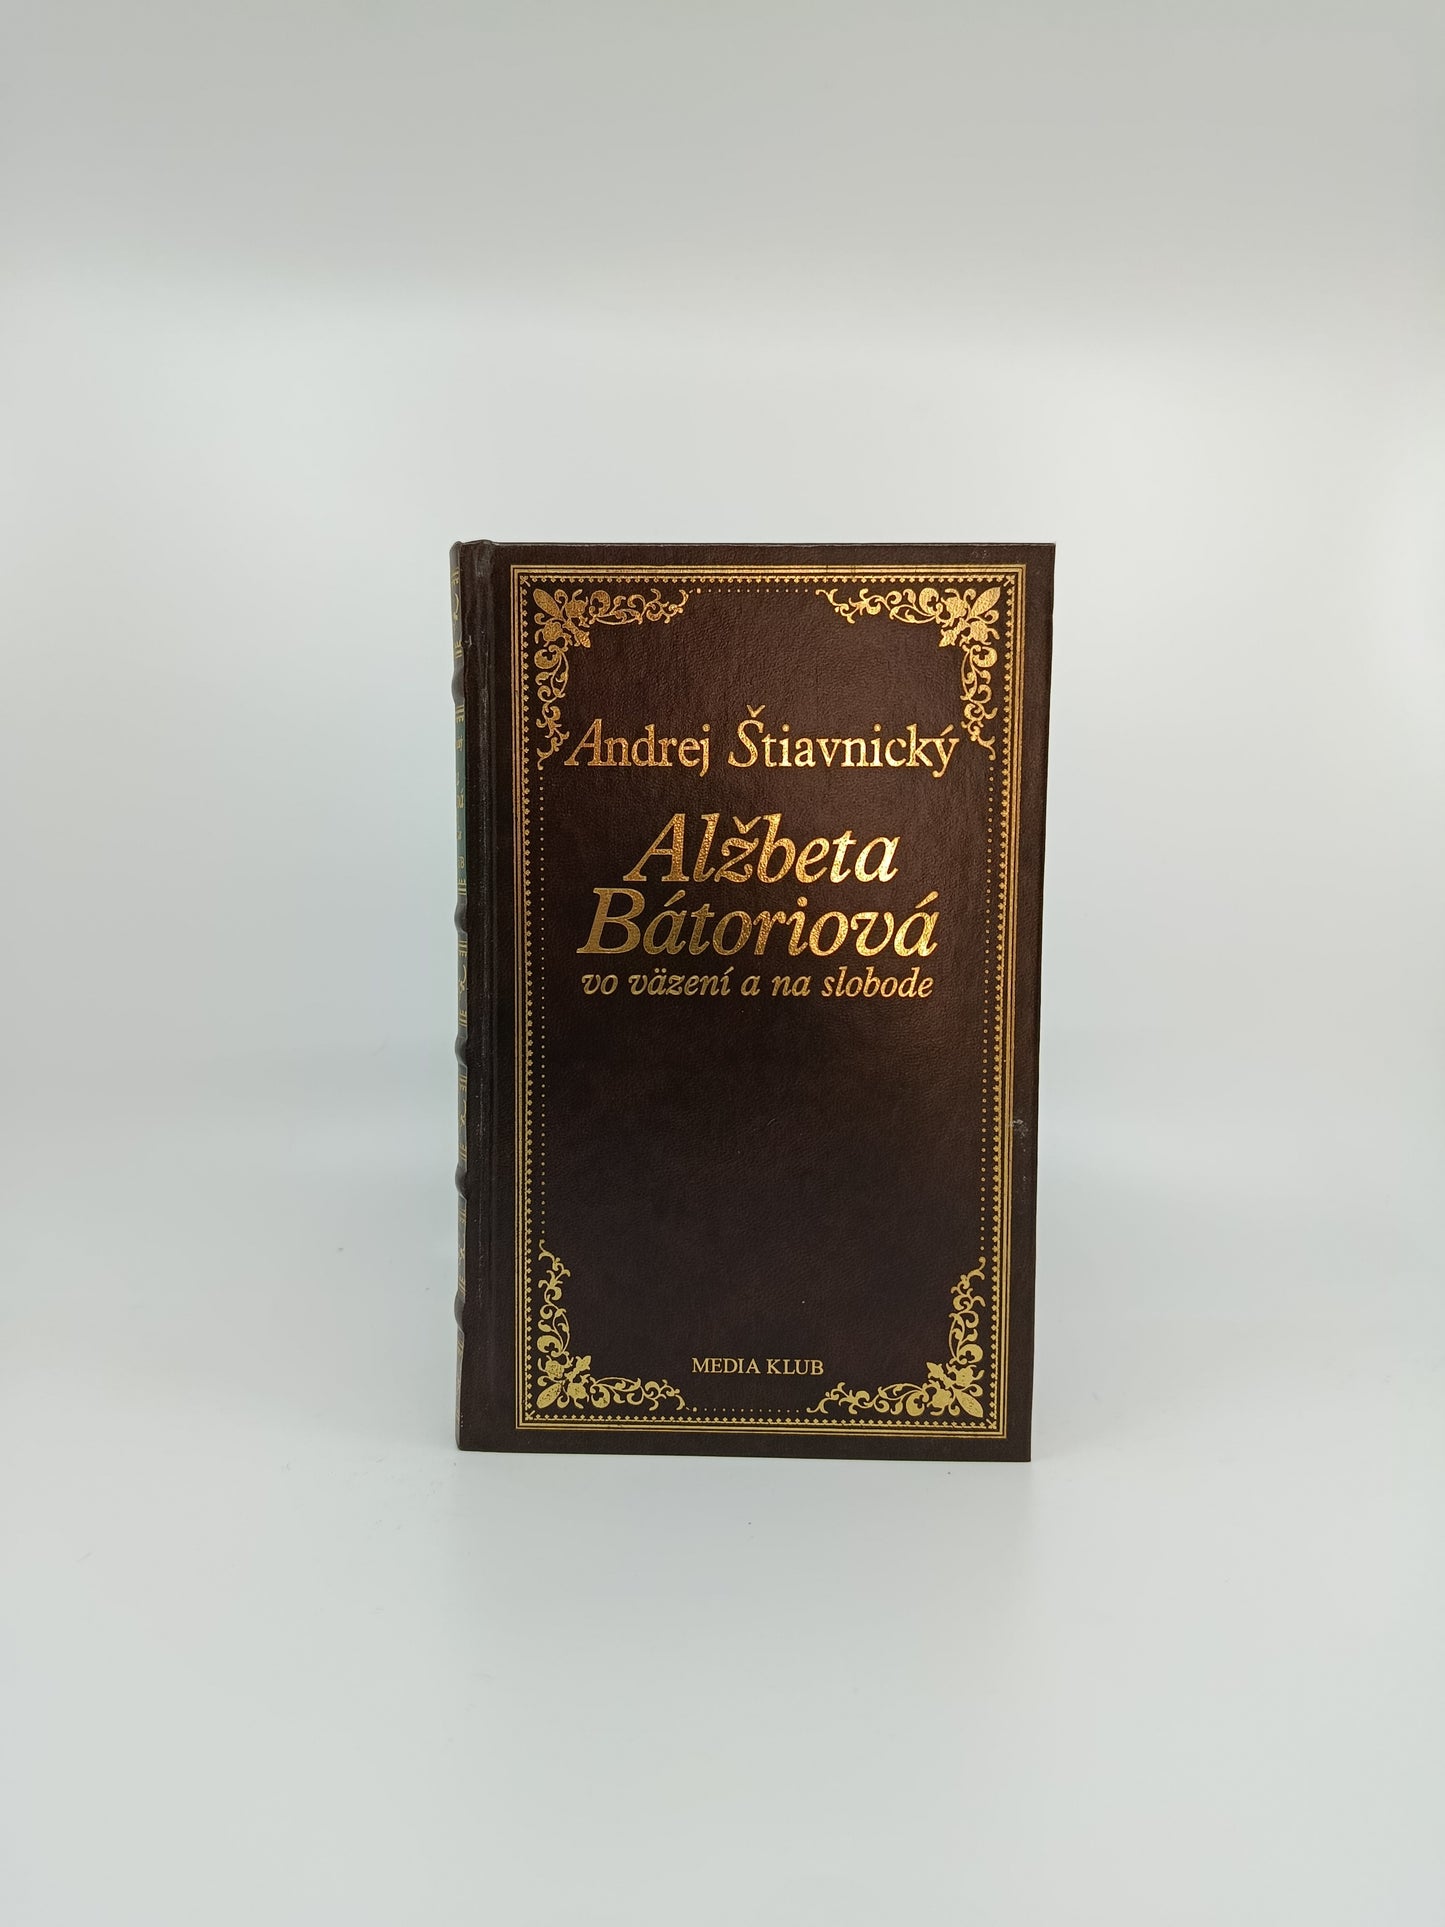 Andrej Štiavnický
Alžbeta
Bátoriová
vo väzení a na slobode
MEDIA KLUB